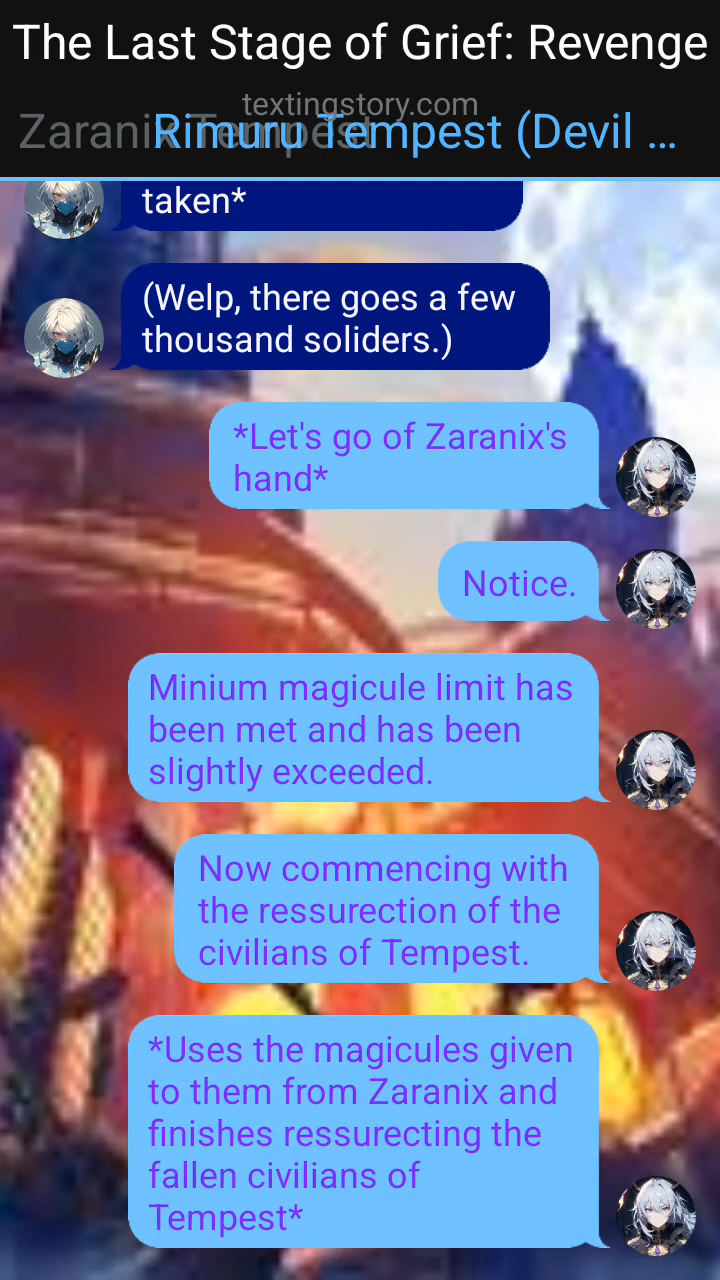 The Last Stage of Grief: Revenge
textingstory.com
Zaranix Tempest
Rimuru Tempest (Devil ...
taken*
(Welp, there goes a few
thousand soliders.)
*Let's go of Zaranix's
hand*
Notice.
Minium magicule limit has
been met and has been
slightly exceeded.
Now commencing with
the ressurection of the
civilians of Tempest.
*Uses the magicules given
to them from Zaranix and
finishes ressurecting the
fallen civilians of
Tempest*